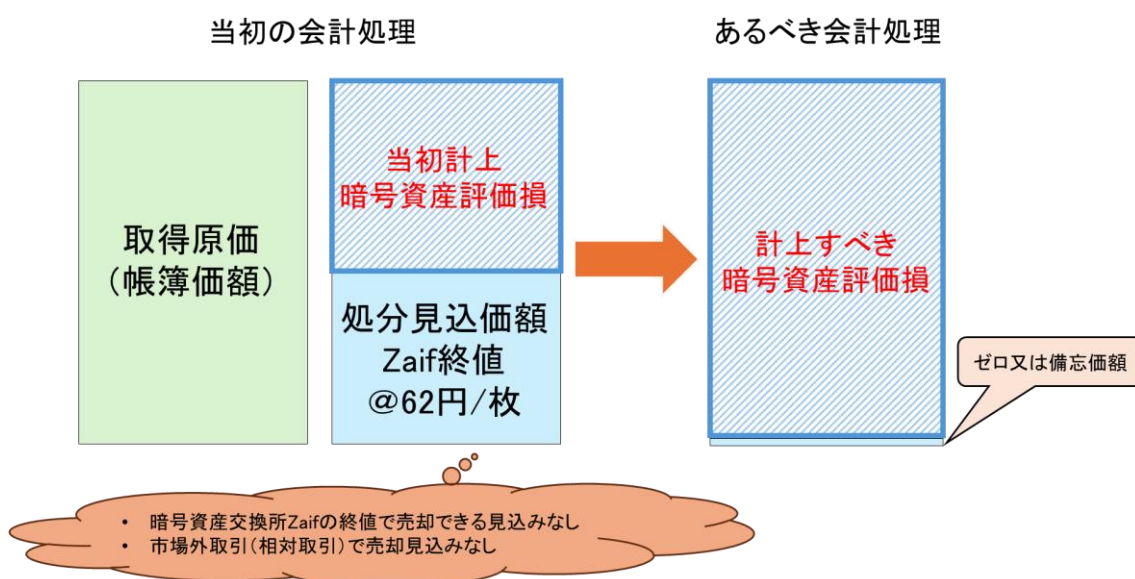 当初の会計処理
あるべき会計処理
取得原価
（帳簿価額）
当初計上
暗号資産評価損
処分見込価額
Zaif終値
＠62円/枚
計上すべき
暗号資産評価損
ゼロ又は備忘価額
• 暗号資産交換所Zaifの終値で売却できる見込みなし
• 市場外取引（相対取引）で売却見込みなし